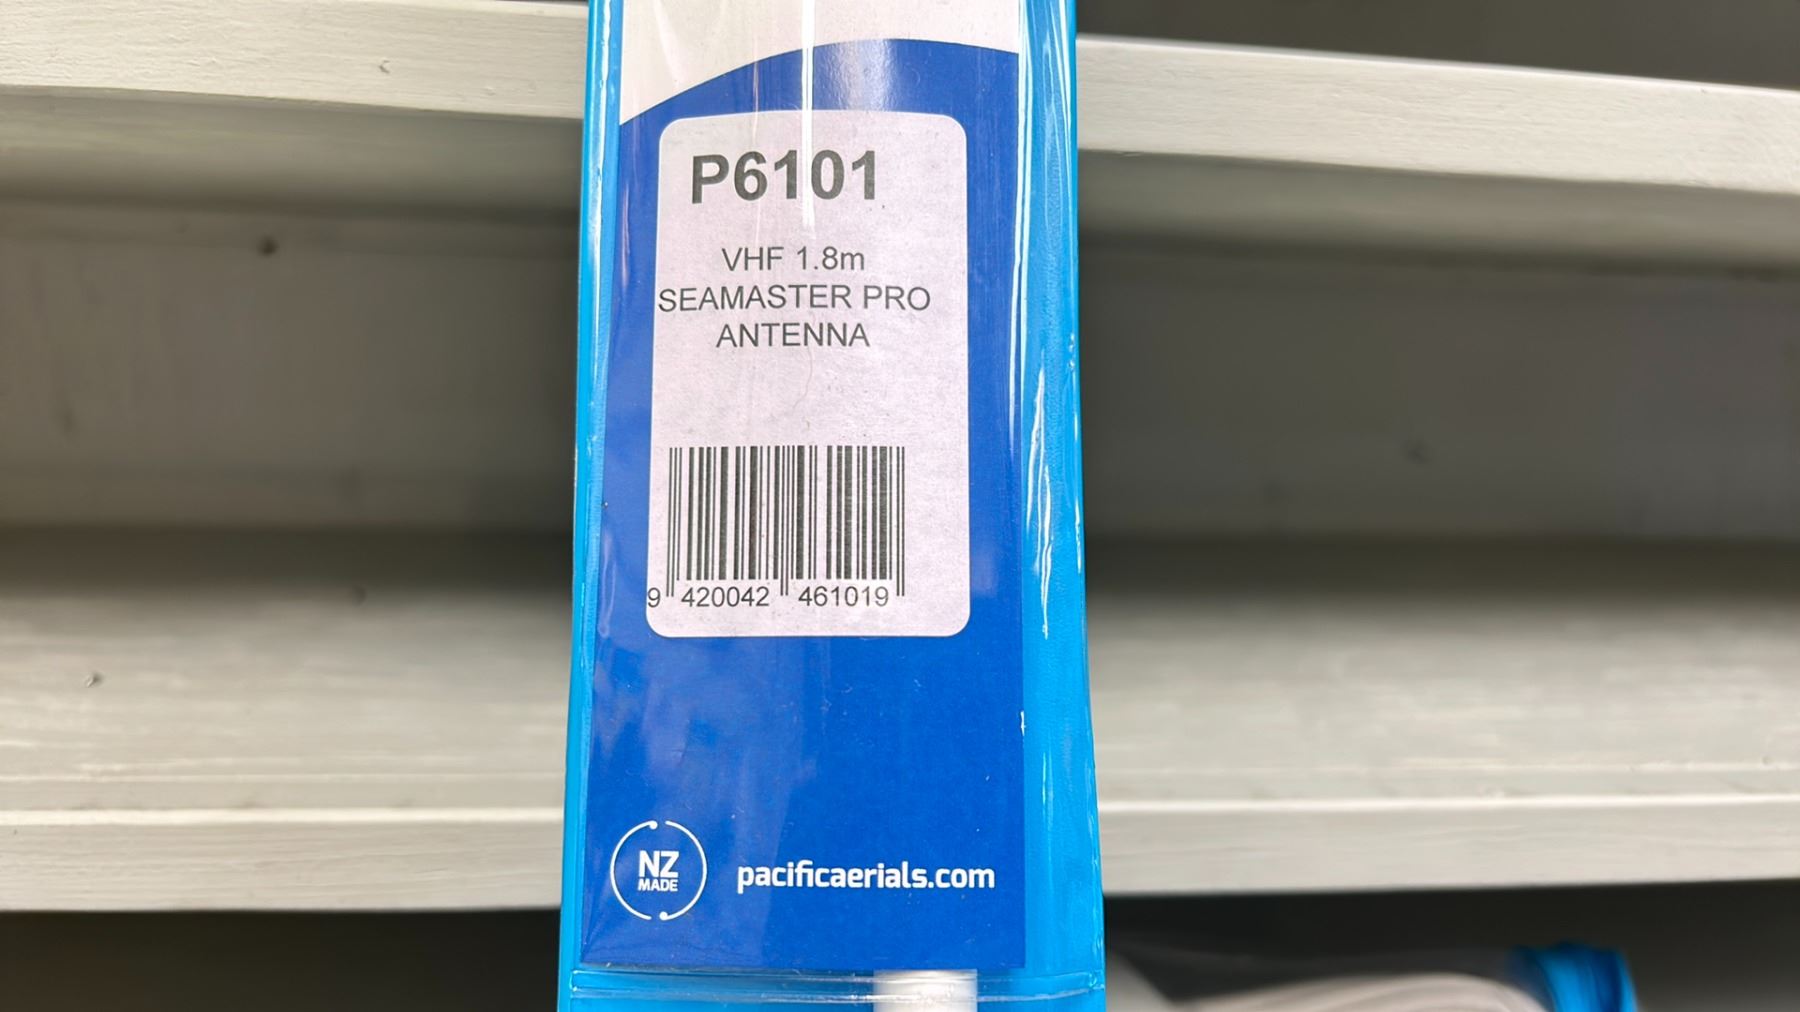 P6101
VHF 1.8m
SEAMASTER PRO
ANTENNA
9 420042 461019
NZ
MADE
pacificaerials.com